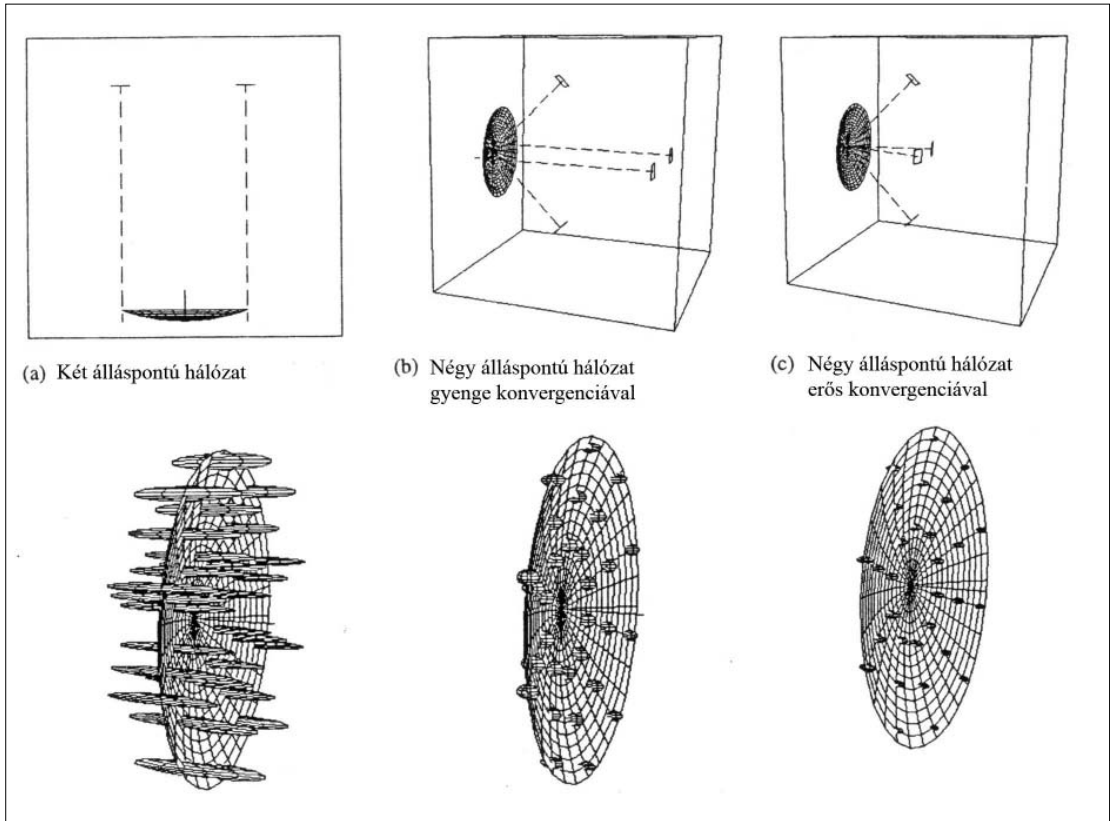 (a) Két álláspontú hálózat
(b) Négy álláspontú hálózat
gyenge konvergenciával
(c) Négy álláspontú hálózat
erős konvergenciával